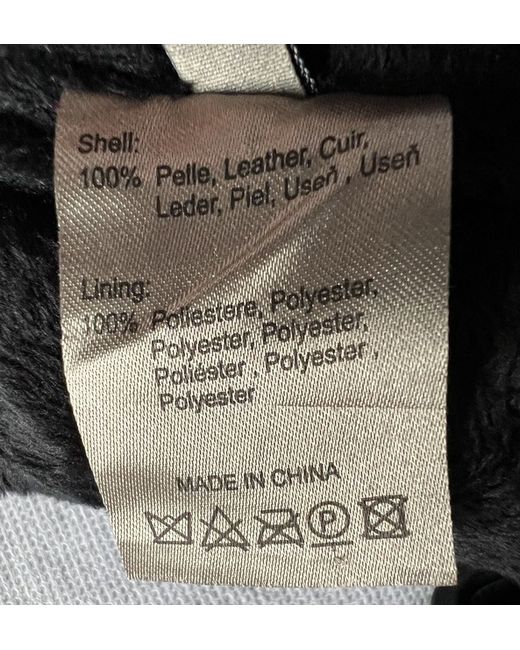 Shell:
100% Pelle, Leather, Cuir,
Leder, Piel, Useň , Useň
Lining:
100% Poliestere, Polyester,
Polyester, Polyester,
Poliéster , Polyester ,
Polyester
MADE IN CHINA
P